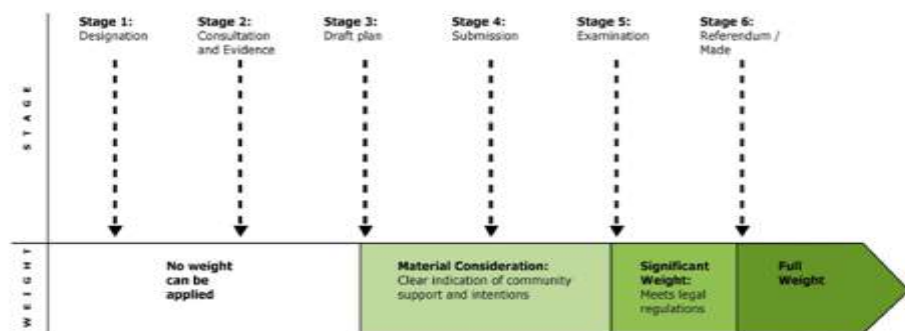 Stage 1:
Designation
Stage 2:
Consultation
and Evidence
Stage 3:
Draft plan
Stage 4:
Submission
Stage 5:
Examination
Stage 6:
Referendum /
Made
STAGE
WEIGHT
No weight
can be
applied
Material Consideration:
Clear indication of community
support and intentions
Significant
Weight:
Meets legal
regulations
Full
Weight